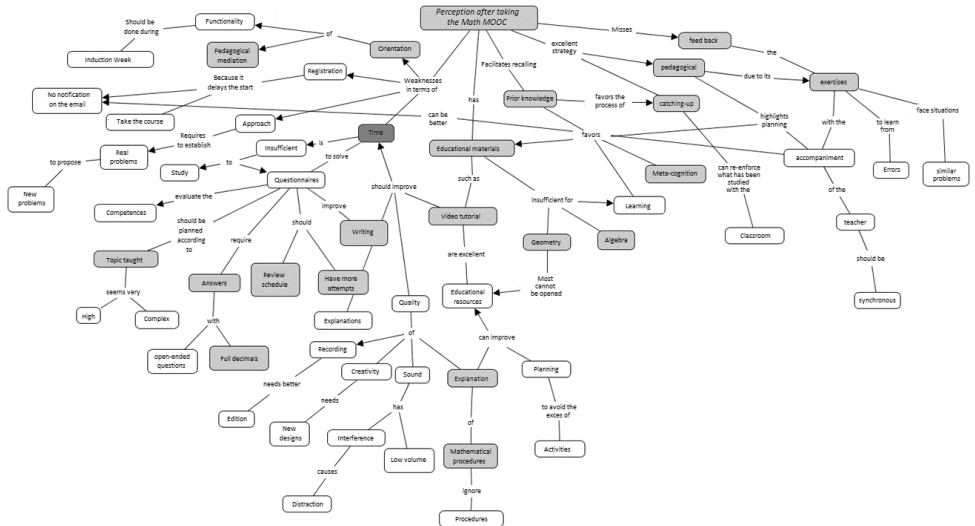 Perception after taking
the Math MOOC
Should be
done during
Functionality
of
Induction Week
Pedagogical
mediation
Orientation
Misses
feed back
the
excellent
strategy
pedagogical
due to its
exercises
Because it
delays the start
Registration
Weaknesses
in terms of
Facilitates recalling
No notification
on the email
Take the course
has
Prior knowledge
favors the
process of
catching-up
face situations
can be
better
highlights
planning
with the
to learn
from
Requires
to establish
Approach
Time
favors
Real
problems
Insufficient
is
to solve
Educational materials
accompaniment
to propose
Study
to
Questionnaires
such as
Meta-cognition
can re-enforce
what has been
studied
with the
Errors
similar
problems
New
problems
evaluate the
should improve
Competences
improve
insufficient for
Learning
of the
should be
planned
according
to
should
Writing
Video tutorial
teacher
require
Geometry
Algebra
Classroom
Topic taught
are excellent
should be
Answers
Review
schedule
Have more
attempts
Most
cannot
be opened
seems very
Quality
Educational
resources
synchronous
High
Complex
with
Explanations
of
can improve
open-ended
questions
Full decimals
Recording
Creativity
Sound
Explanation
Planning
needs better
needs
has
to avoid the
exces of
Edition
New
designs
Interference
of
Low volume
Mathematical
procedures
Activities
causes
ignore
Distraction
Procedures